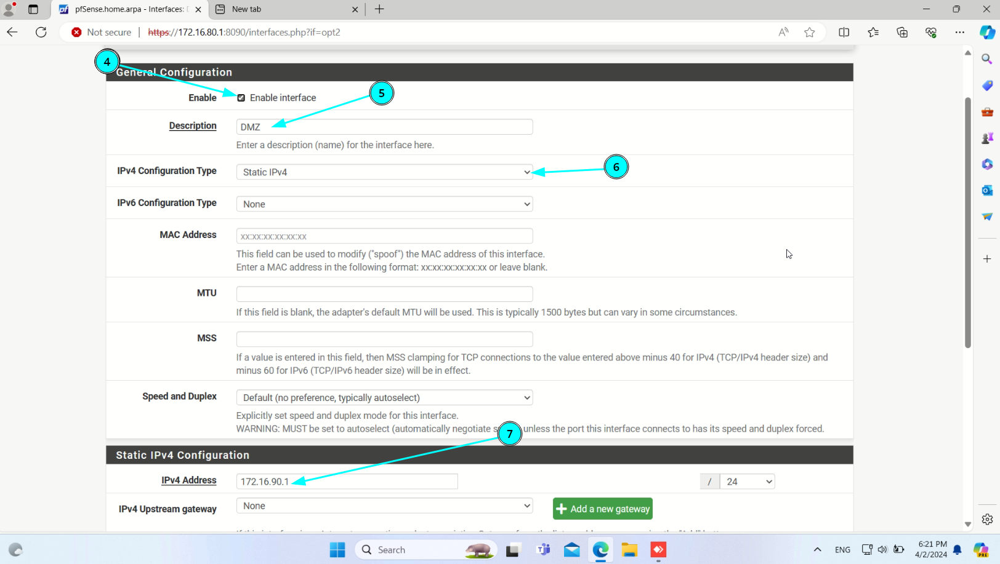 pfSense.home.arpa - Interfaces:
New tab
Not secure
https://172.16.80.1:8090/interfaces.php?if=opt2
4
General Configuration
Enable
Enable interface
5
Description
DMZ
Enter a description (name) for the interface here.
IPv4 Configuration Type
Static IPv4
6
IPv6 Configuration Type
None
MAC Address
xx:xx:xx:xx:xx:xx
This field can be used to modify ("spoof") the MAC address of this interface.
Enter a MAC address in the following format: xx:xx:xx:xx:xx:xx or leave blank.
MTU
If this field is blank, the adapter's default MTU will be used. This is typically 1500 bytes but can vary in some circumstances.
MSS
If a value is entered in this field, then MSS clamping for TCP connections to the value entered above minus 40 for IPv4 (TCP/IPv4 header size) and
minus 60 for IPv6 (TCP/IPv6 header size) will be in effect.
Speed and Duplex
Default (no preference, typically autoselect)
Explicitly set speed and duplex mode for this interface.
WARNING: MUST be set to autoselect (automatically negotiate unless the port this interface connects to has its speed and duplex forced.
7
Static IPv4 Configuration
IPv4 Address
172.16.90.1
/ 24
IPv4 Upstream gateway
None
Add a new gateway
Search
ENG
6:21 PM
4/2/2024
PRE